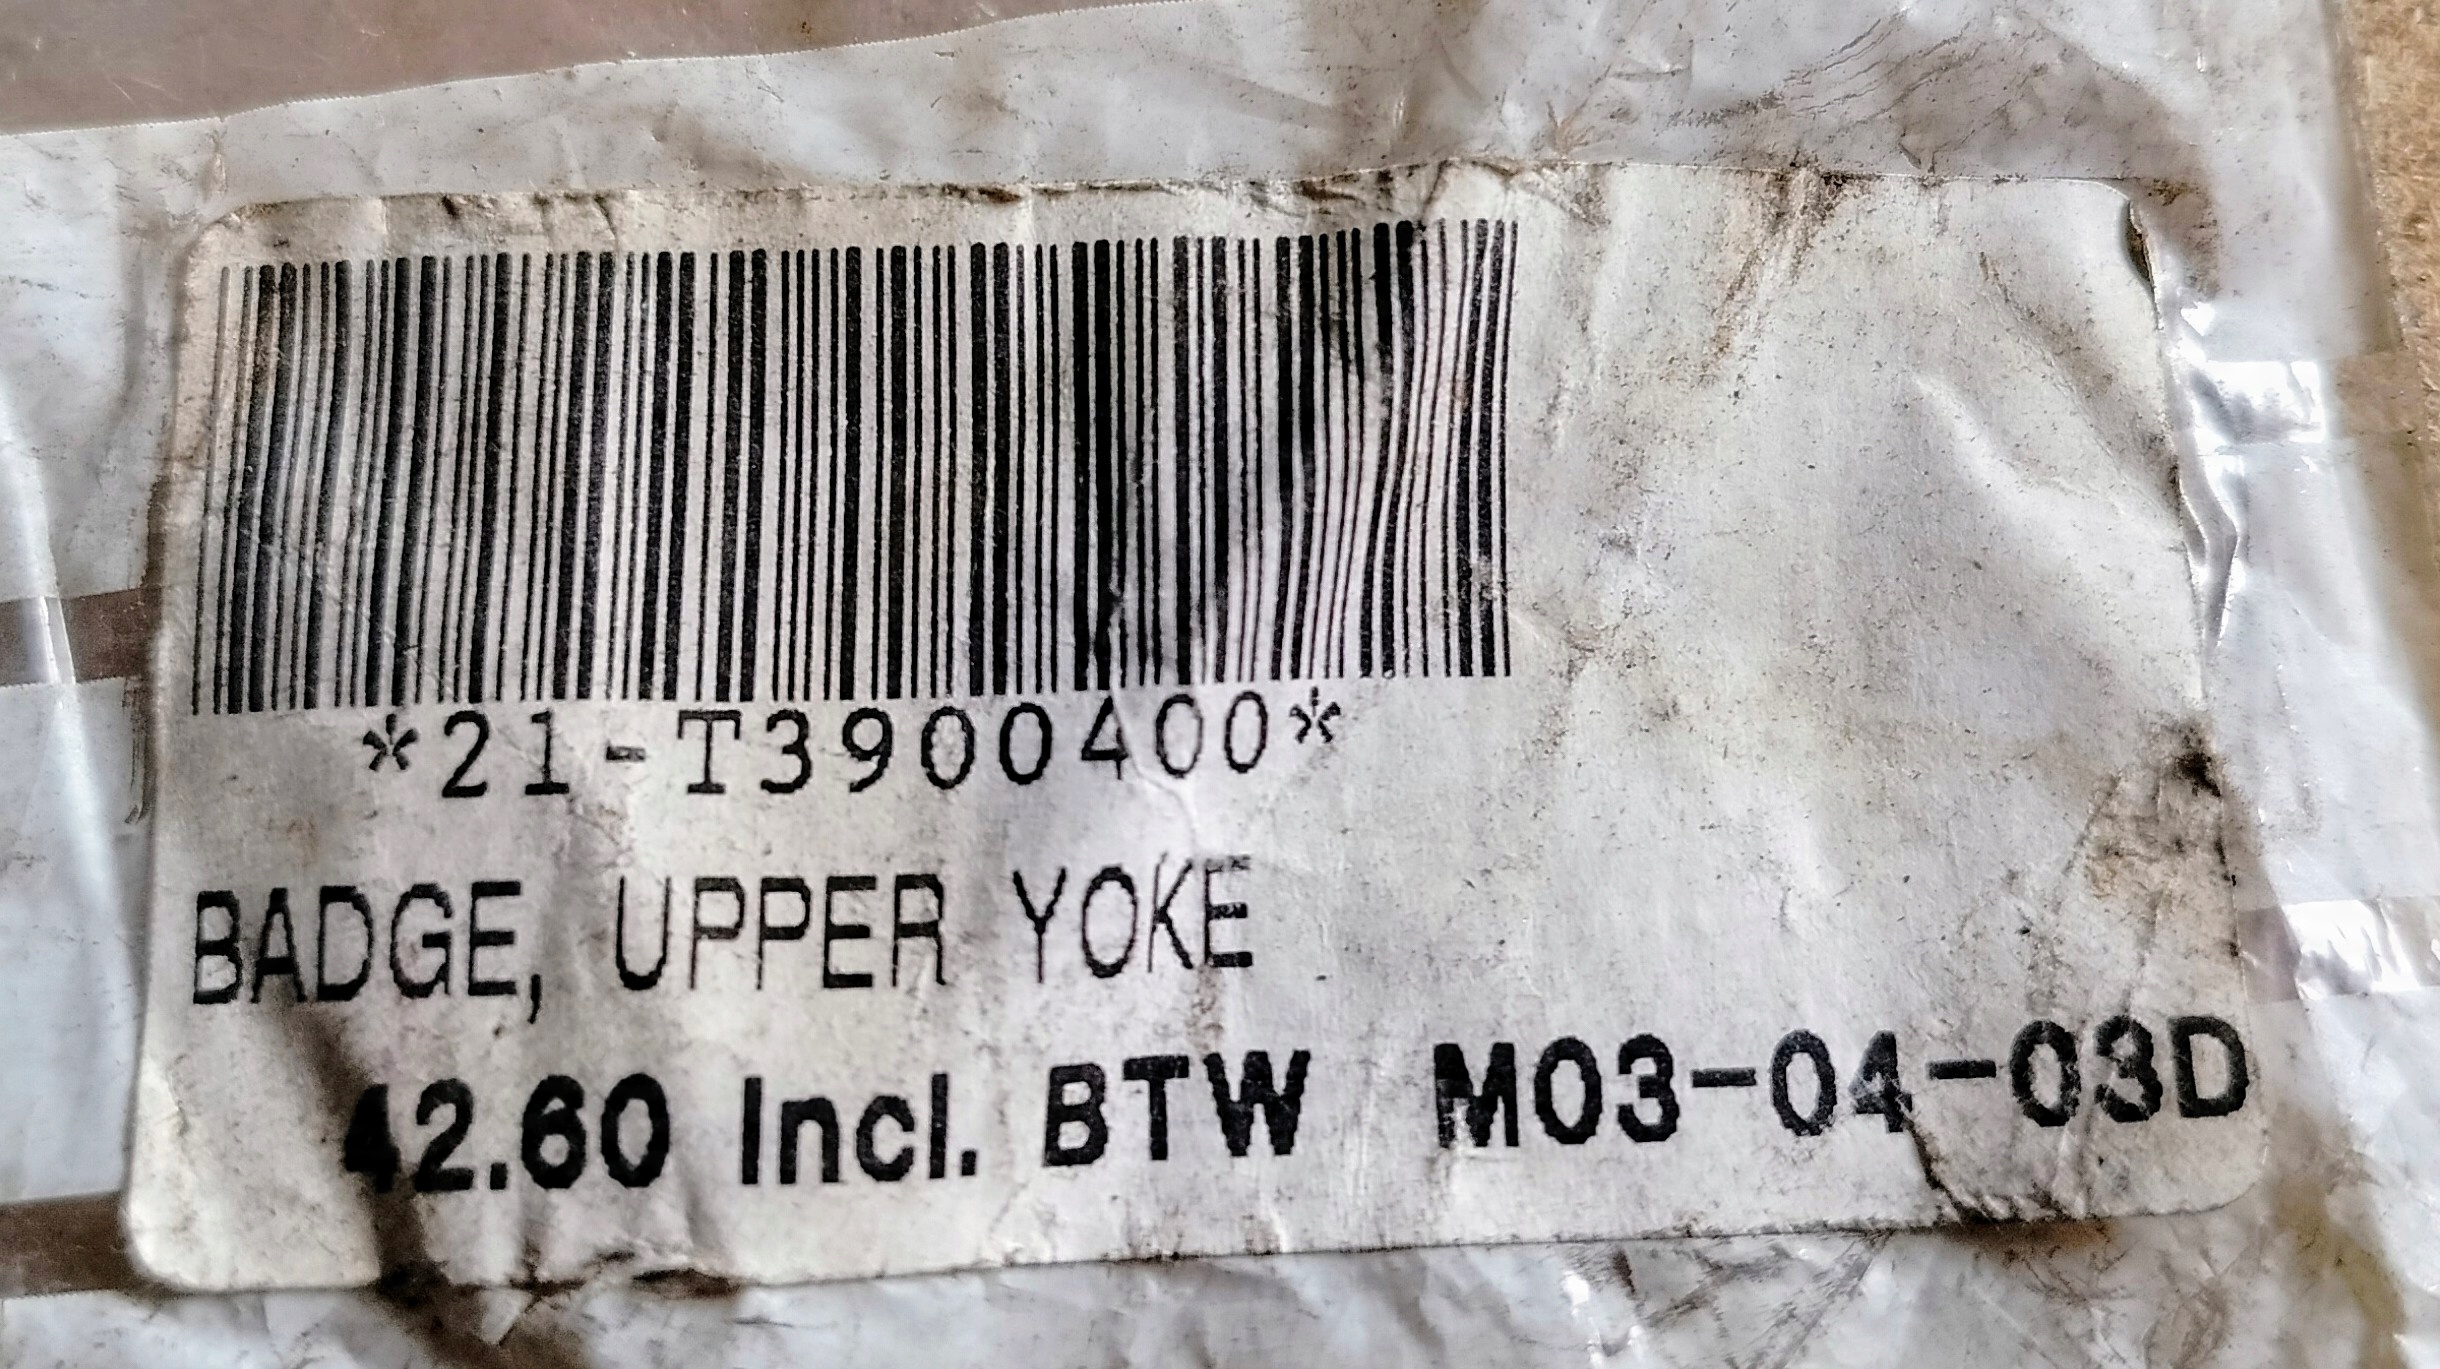 *21-T3900400*
BADGE, UPPER YOKE
42.60 Incl. BTW M03-04-03D